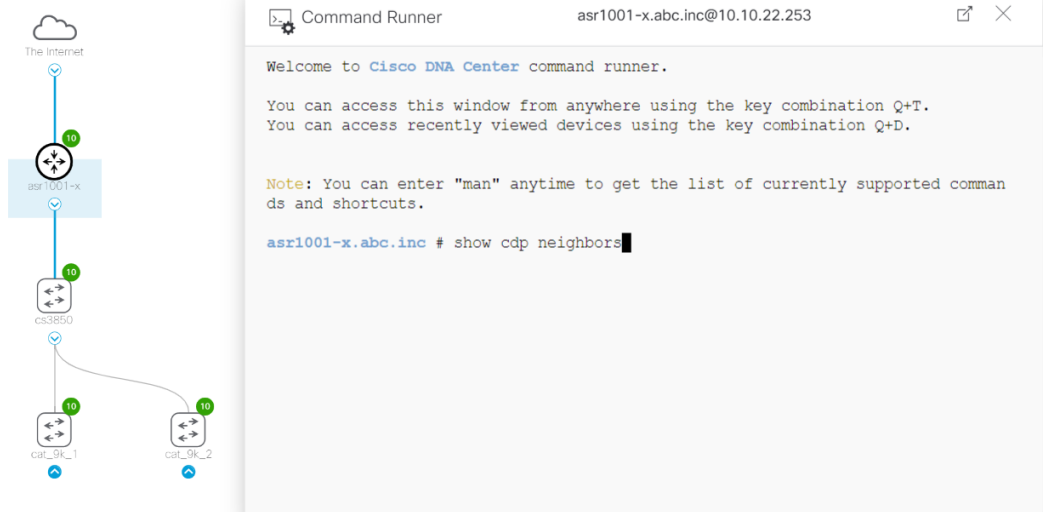 The Internet
10
asr1001-x
10
cs3850
10
cat_9k_1
10
cat_9k_2
Command Runner
asr1001-x.abc.inc@10.10.22.253
Welcome to Cisco DNA Center command runner.
You can access this window from anywhere using the key combination Q+T.
You can access recently viewed devices using the key combination Q+D.
Note: You can enter "man" anytime to get the list of currently supported comman
ds and shortcuts.
asr1001-x.abc.inc # show cdp neighbors